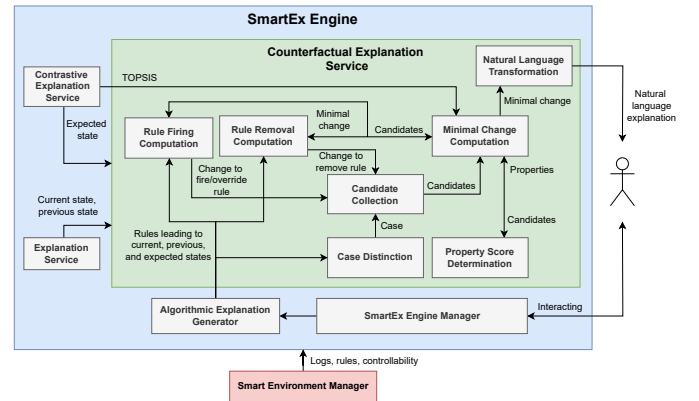 SmartEx Engine
Counterfactual Explanation
Service
Natural Language
Transformation
Contrastive
Explanation
Service
TOPSIS
Natural
language
explanation
Minimal change
Expected
state
Rule Firing
Computation
Rule Removal
Computation
Minimal
change
Candidates
Minimal Change
Computation
Change to
fire/override
rule
Change to
remove rule
Properties
Candidate
Collection
Candidates
Current state,
previous state
Candidates
Case
Explanation
Service
Rules leading to
current, previous,
and expected states
Case Distinction
Property Score
Determination
Algorithmic Explanation
Generator
SmartEx Engine Manager
Interacting
Logs, rules, controllability
Smart Environment Manager